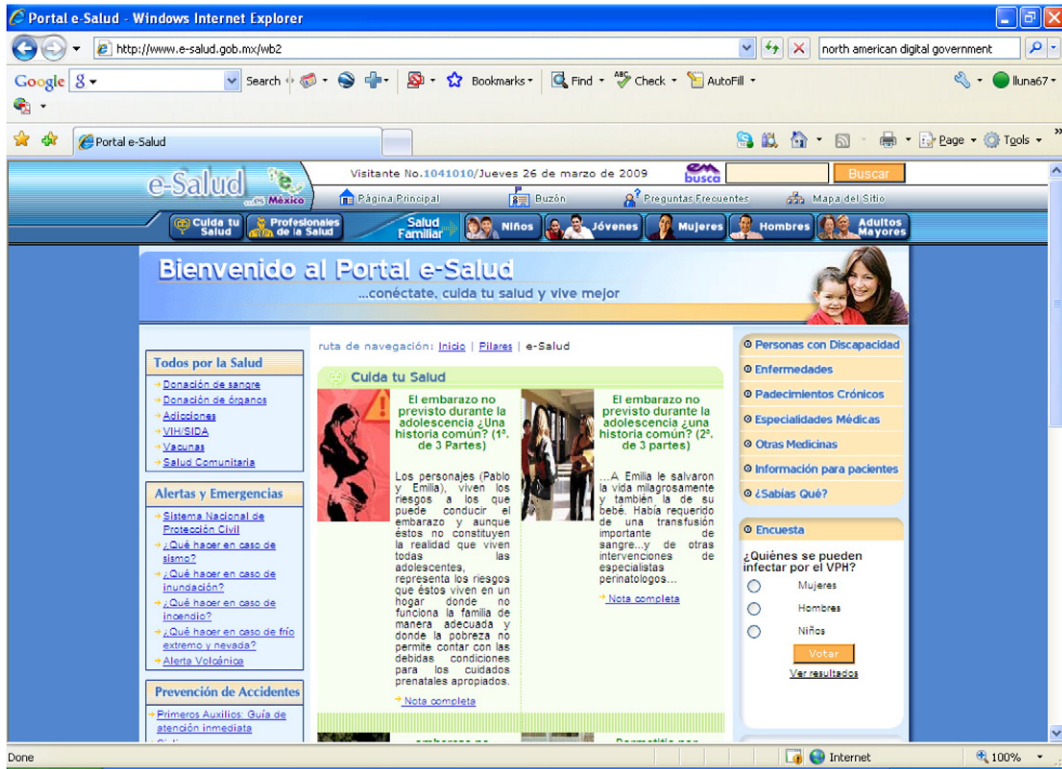 Portal e-Salud - Windows Internet Explorer
http://www.e-salud.gob.mx/wb2
north american digital government
Google
Search
Bookmarks
Find
Check
AutoFill
lluna67
Portal e-Salud
Page
Tools
e-Salud
...es México
Visitante No.1041010/Jueves 26 de marzo de 2009
em busca
Buscar
Página Principal
Buzón
Preguntas Frecuentes
Mapa del Sitio
Cuida tu Salud
Profesionales de la Salud
Salud Familiar
Niños
Jóvenes
Mujeres
Hombres
Adultos Mayores
Bienvenido al Portal e-Salud
...conéctate, cuida tu salud y vive mejor
Todos por la Salud
Donación de sangre
Donación de órganos
Adicciones
VIH/SIDA
Vacunas
Salud Comunitaria
Alertas y Emergencias
Sistema Nacional de
Protección Civil
¿Qué hacer en caso de
sismo?
¿Qué hacer en caso de
inundación?
¿Qué hacer en caso de
incendio?
¿Qué hacer en caso de frío
extremo y nevada?
Alerta Volcánica
Prevención de Accidentes
Primeros Auxilios: Guía de
atención inmediata
ruta de navegación: Inicio | Pilares | e-Salud
Cuida tu Salud
El embarazo no
previsto durante la
adolescencia ¿Una
historia común? (1ª.
de 3 Partes)
Los personajes (Pablo
y Emilia), viven los
riesgos a los que
puede conducir el
embarazo y aunque
éstos no constituyen
la realidad que viven
todas las
adolescentes,
representa los riesgos
que éstos viven en un
hogar donde no
funciona la familia de
manera adecuada y
donde la pobreza no
permite contar con las
debidas condiciones
para los cuidados
prenatales apropiados.
Nota completa
El embarazo no
previsto durante la
adolescencia ¿una
historia común? (2ª.
de 3 partes)
...A Emilia le salvaron
la vida milagrosamente
y también la de su
bebé. Había requerido
de una transfusión
importante de
sangre...y de otras
intervenciones de
especialistas
perinatologos...
Nota completa
Personas con Discapacidad
Enfermedades
Padecimientos Crónicos
Especialidades Médicas
Otras Medicinas
Información para pacientes
¿Sabías Qué?
Encuesta
¿Quiénes se pueden
infectar por el VPH?
Mujeres
Hombres
Niños
Votar
Ver resultados
Done
Internet
100%